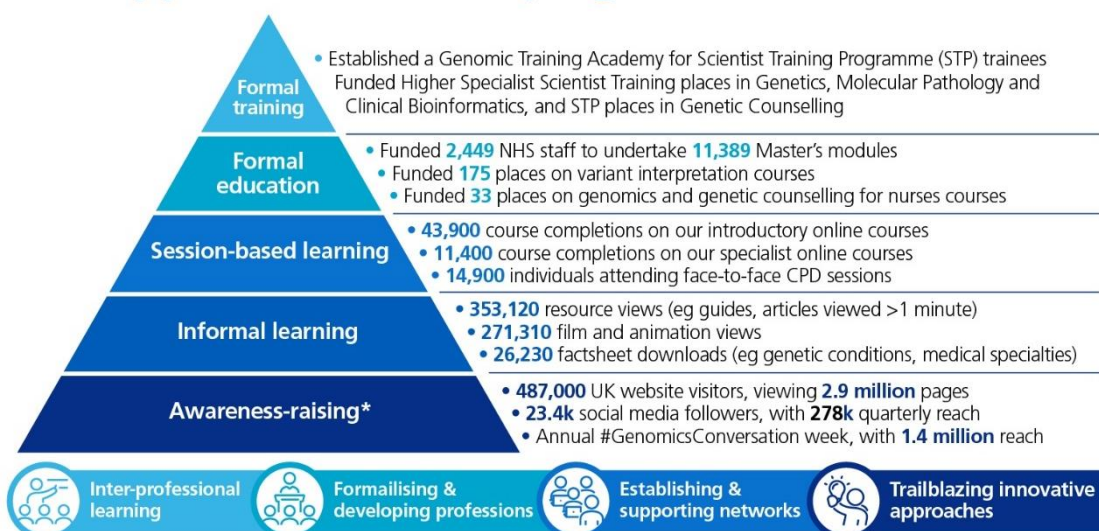 Formal
training
• Established a Genomic Training Academy for Scientist Training Programme (STP) trainees
Funded Higher Specialist Scientist Training places in Genetics, Molecular Pathology and
Clinical Bioinformatics, and STP places in Genetic Counselling
Formal
education
• Funded 2,449 NHS staff to undertake 11,389 Master's modules
• Funded 175 places on variant interpretation courses
• Funded 33 places on genomics and genetic counselling for nurses courses
Session-based learning
• 43,900 course completions on our introductory online courses
• 11,400 course completions on our specialist online courses
• 14,900 individuals attending face-to-face CPD sessions
Informal learning
• 353,120 resource views (eg guides, articles viewed >1 minute)
• 271,310 film and animation views
• 26,230 factsheet downloads (eg genetic conditions, medical specialties)
Awareness-raising*
• 487,000 UK website visitors, viewing 2.9 million pages
• 23.4k social media followers, with 278k quarterly reach
• Annual #GenomicsConversation week, with 1.4 million reach
Inter-professional
learning
Formailising &
developing professions
Establishing &
supporting networks
Trailblazing innovative
approaches